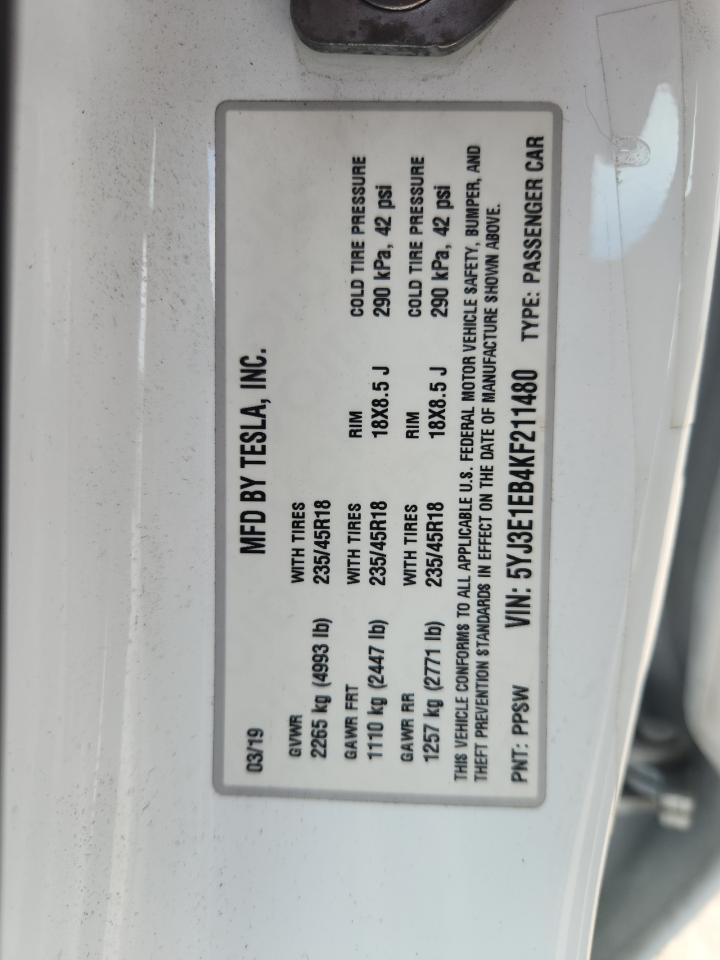 03/19 MFD BY TESLA, INC.
GVWR WITH TIRES
2265 kg (4993 lb) 235/45R18
GAWR FRT WITH TIRES RIM COLD TIRE PRESSURE
1110 kg (2447 lb) 235/45R18 18X8.5 J 290 kPa, 42 psi
GAWR RR WITH TIRES RIM COLD TIRE PRESSURE
1257 kg (2771 lb) 235/45R18 18X8.5 J 290 kPa, 42 psi
THIS VEHICLE CONFORMS TO ALL APPLICABLE U.S. FEDERAL MOTOR VEHICLE SAFETY, BUMPER, AND
THEFT PREVENTION STANDARDS IN EFFECT ON THE DATE OF MANUFACTURE SHOWN ABOVE.
PNT: PPSW VIN: 5YJ3E1EB4KF211480 TYPE: PASSENGER CAR